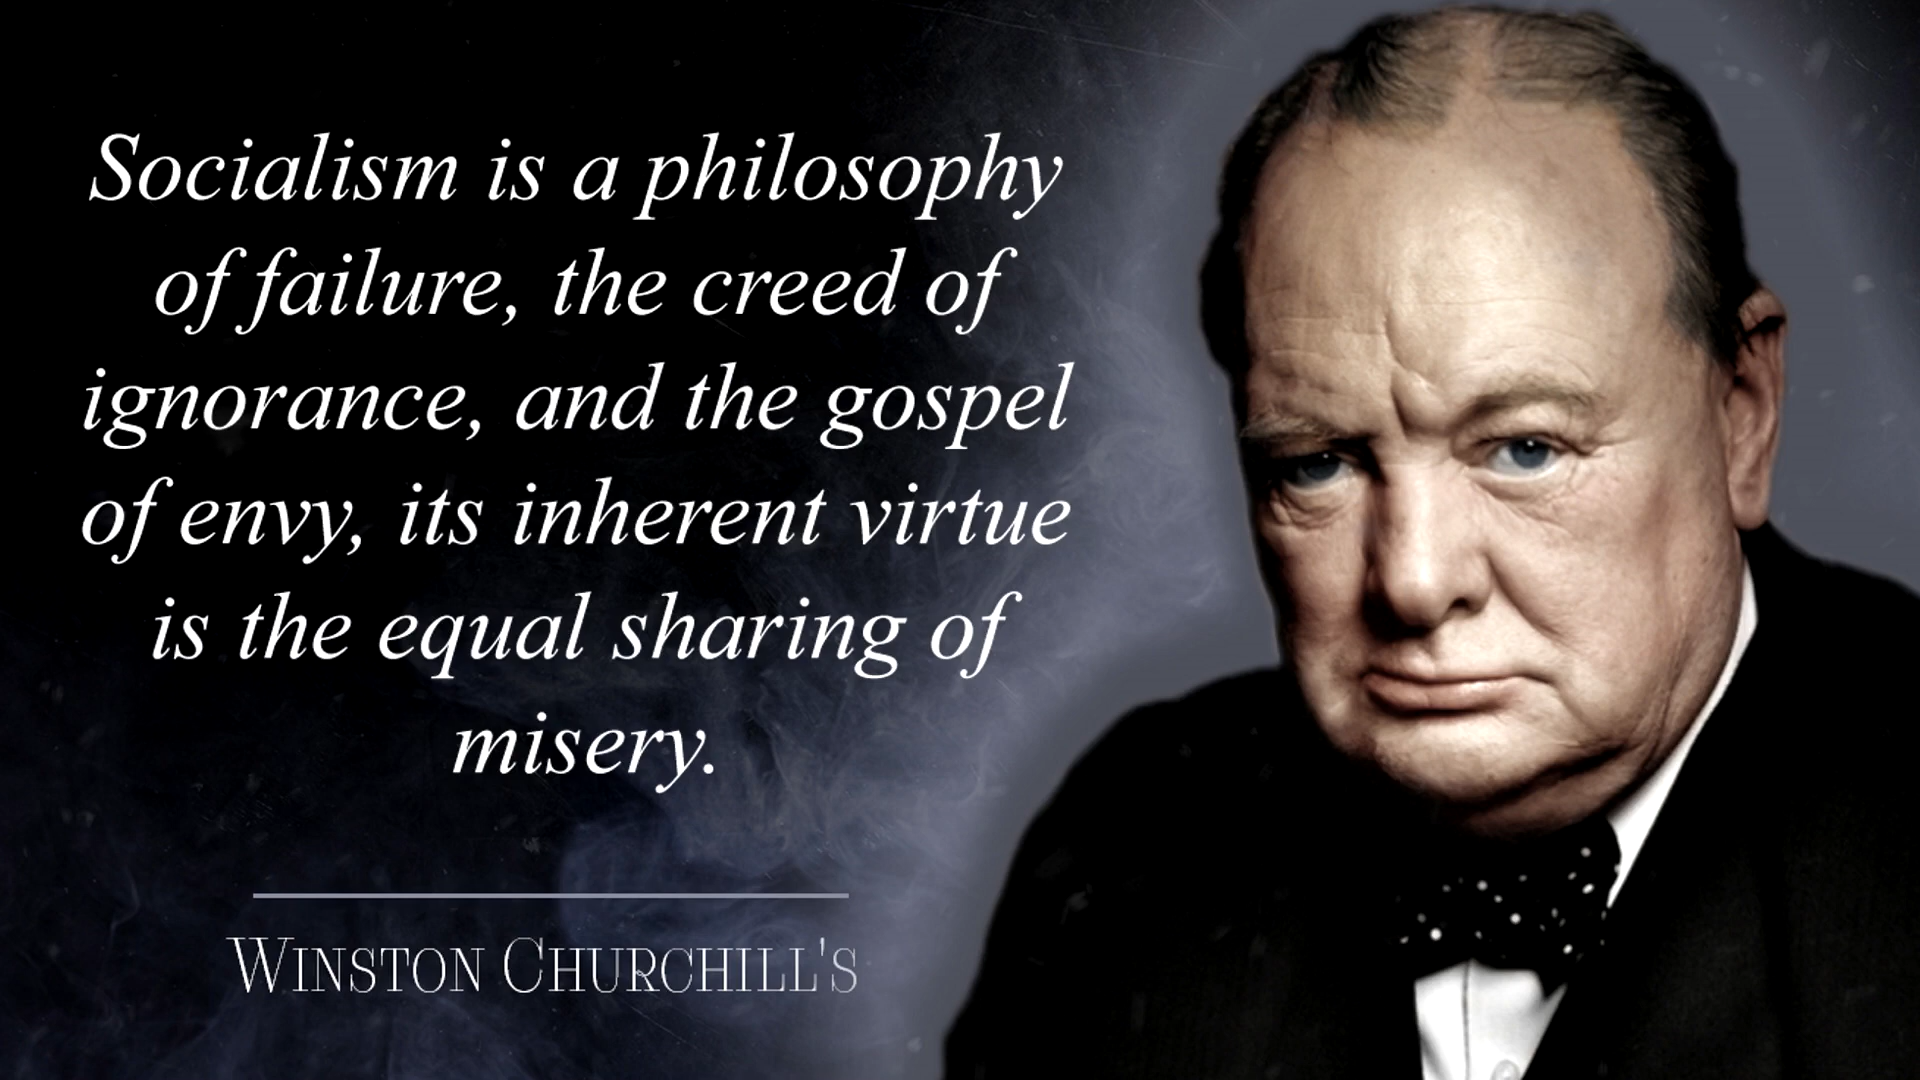 Socialism is a philosophy
of failure, the creed of
ignorance, and the gospel
of envy, its inherent virtue
is the equal sharing of
misery.
Winston Churchill's